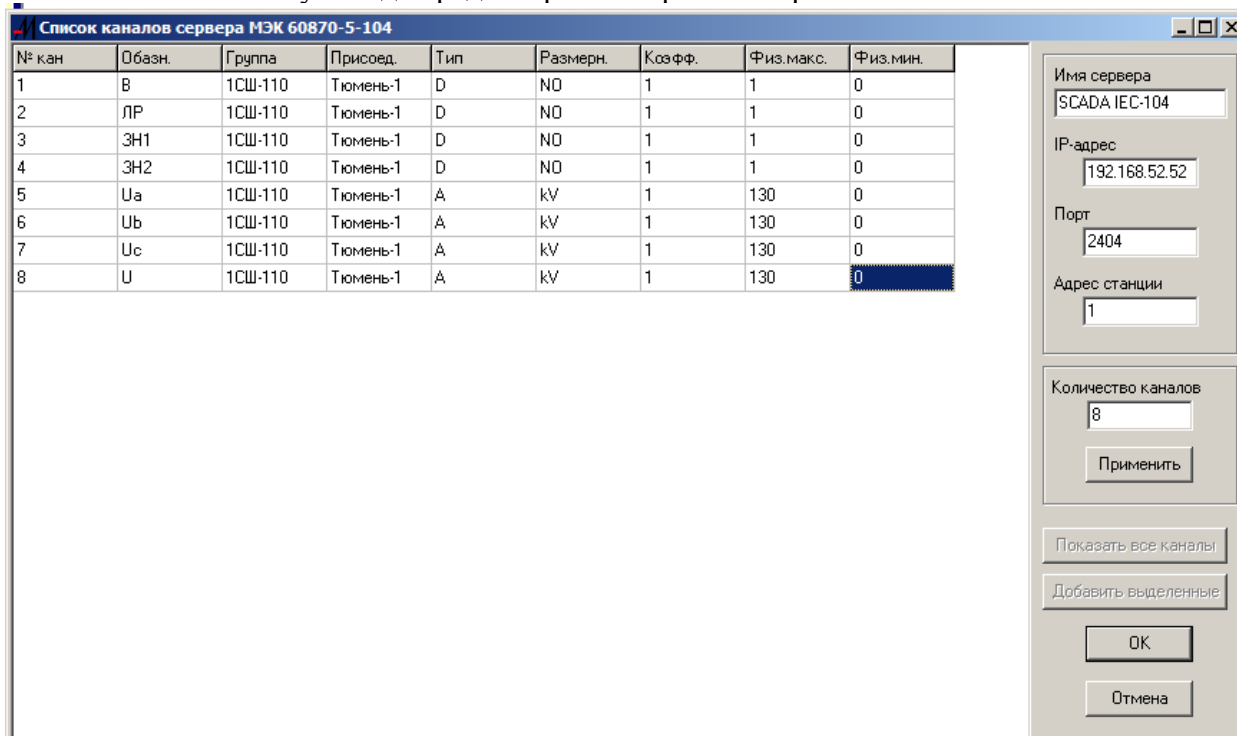 Список каналов сервера МЭК 60870-5-104
№ кан Обазн. Группа Присоед. Тип Размерн. Коэфф. Физ.макс. Физ.мин.
1 В 1СШ-110 Тюмень-1 D NO 1 1 0
2 ЛР 1СШ-110 Тюмень-1 D NO 1 1 0
3 ЗН1 1СШ-110 Тюмень-1 D NO 1 1 0
4 ЗН2 1СШ-110 Тюмень-1 D NO 1 1 0
5 Ua 1СШ-110 Тюмень-1 A kV 1 130 0
6 Ub 1СШ-110 Тюмень-1 A kV 1 130 0
7 Uc 1СШ-110 Тюмень-1 A kV 1 130 0
8 U 1СШ-110 Тюмень-1 A kV 1 130 0
Имя сервера
SCADA IEC-104
IP-адрес
192.168.52.52
Порт
2404
Адрес станции
1
Количество каналов
8
Применить
Показать все каналы
Добавить выделенные
OK
Отмена